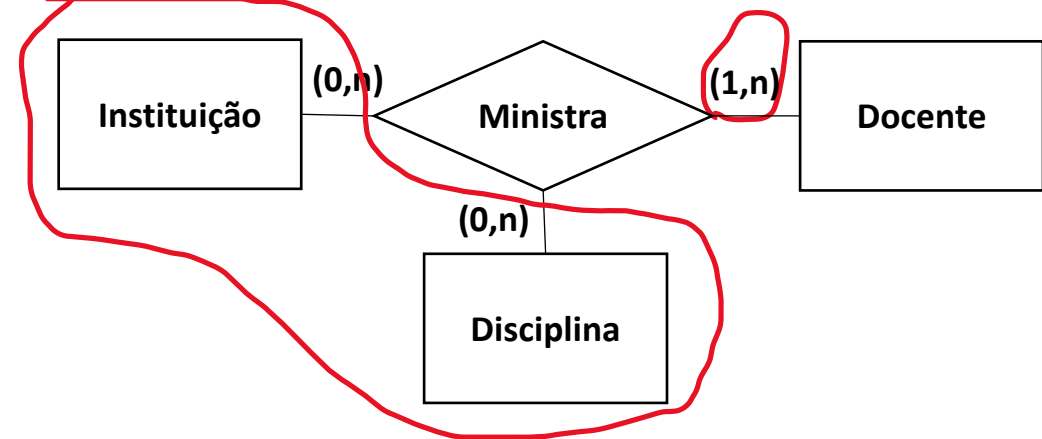 (0,n)
(1,n)
Instituição
Ministra
Docente
(0,n)
Disciplina